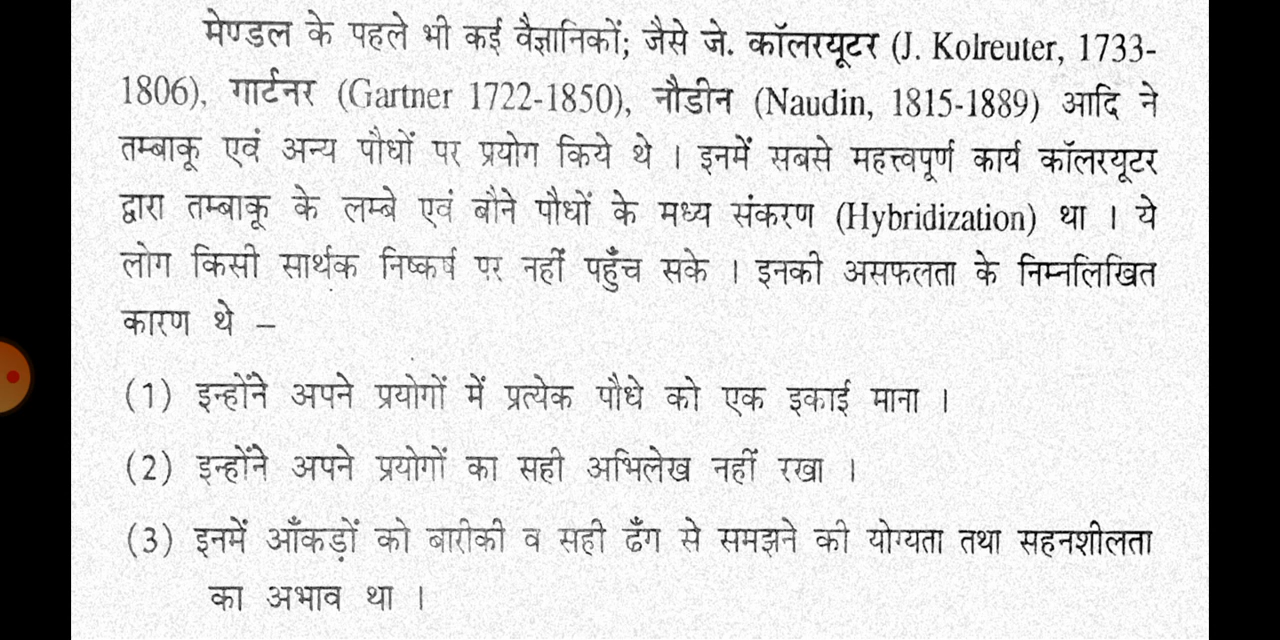 मेण्डल के पहले भी कई वैज्ञानिकों; जैसे जे. कॉलरयूटर (J. Kolreuter, 1733-
1806), गार्टनर (Gartner 1722-1850), नौडीन (Naudin, 1815-1889) आदि ने
तम्बाकू एवं अन्य पौधों पर प्रयोग किये थे । इनमें सबसे महत्त्वपूर्ण कार्य कॉलरयूटर
द्वारा तम्बाकू के लम्बे एवं बौने पौधों के मध्य संकरण (Hybridization) था । ये
लोग किसी सार्थक निष्कर्ष पर नहीं पहुँच सके । इनकी असफलता के निम्नलिखित
कारण थे –
(1) इन्होंने अपने प्रयोगों में प्रत्येक पौधे को एक इकाई माना ।
(2) इन्होंने अपने प्रयोगों का सही अभिलेख नहीं रखा ।
(3) इनमें आँकड़ों को बारीकी व सही ढँग से समझने की योग्यता तथा सहनशीलता
का अभाव था ।